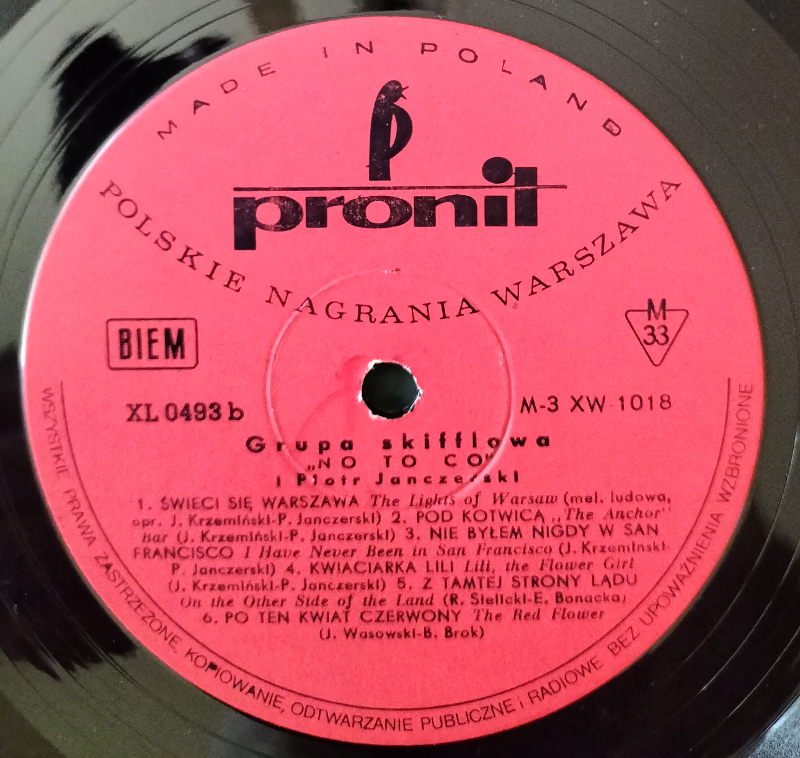 MADE IN POLAND
pronit
POLSKIE NAGRANIA WARSZAWA
BIEM
M
33
XL 0493 b
M-3 XW 1018
Grupa skifflowa
„NO TO CO"
i Piotr Janczerski
1. ŚWIECI SIĘ WARSZAWA The Lights of Warsaw (mel. ludowa,
opr. J. Krzemiński-P. Janczerski) 2. POD KOTWICĄ „The Anchor"
Bar (J. Krzemiński-P. Janczerski) 3. NIE BYŁEM NIGDY W SAN
FRANCISCO I Have Never Been in San Francisco (J. Krzemiński-
P. Janczerski) 4. KWIACIARKA LILI Lili, the Flower Girl
(J. Krzemiński-P. Janczerski) 5. Z TAMTEJ STRONY LĄDU
On the Other Side of the Land (R. Sielicki-E. Bonacka)
6. PO TEN KWIAT CZERWONY The Red Flower
(J. Wasowski-B. Brok)
WSZYSTKIE PRAWA ZASTRZEŻONE, KOPIOWANIE, ODTWARZANIE PUBLICZNE i RADIOWE BEZ UPOWAŻNIENIA WZBRONIONE